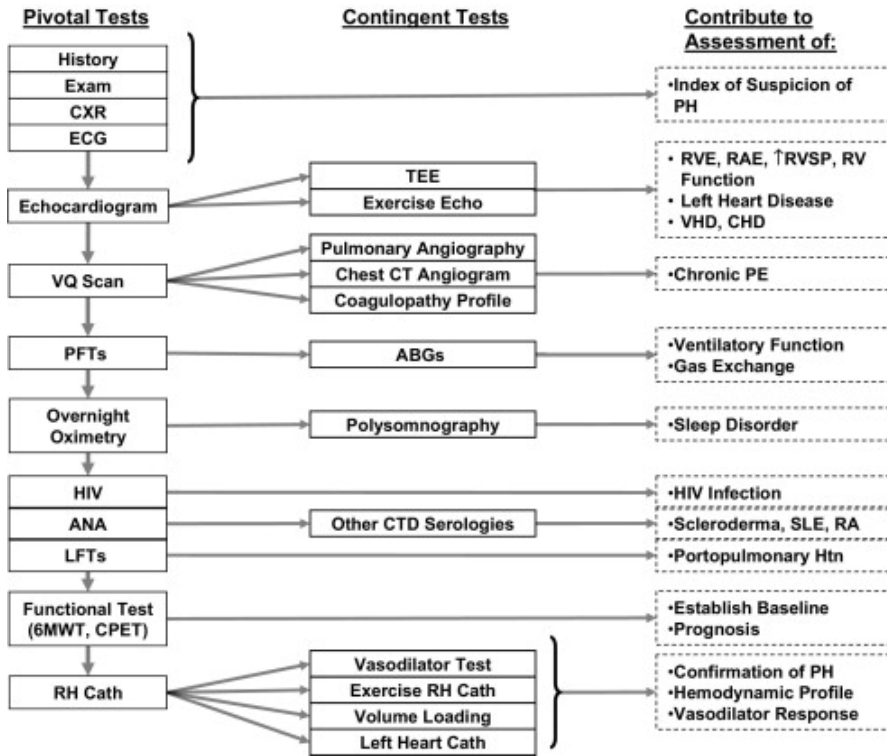 Pivotal Tests
Contingent Tests
Contribute to
Assessment of:
History
Exam
CXR
ECG
•Index of Suspicion of
PH
Echocardiogram
TEE
Exercise Echo
• RVE, RAE, ↑RVSP, RV
Function
• Left Heart Disease
• VHD, CHD
VQ Scan
Pulmonary Angiography
Chest CT Angiogram
Coagulopathy Profile
•Chronic PE
PFTs
ABGs
•Ventilatory Function
•Gas Exchange
Overnight
Oximetry
Polysomnography
•Sleep Disorder
HIV
•HIV Infection
ANA
Other CTD Serologies
•Scleroderma, SLE, RA
LFTs
•Portopulmonary Htn
Functional Test
(6MWT, CPET)
•Establish Baseline
•Prognosis
RH Cath
Vasodilator Test
Exercise RH Cath
Volume Loading
Left Heart Cath
•Confirmation of PH
•Hemodynamic Profile
•Vasodilator Response